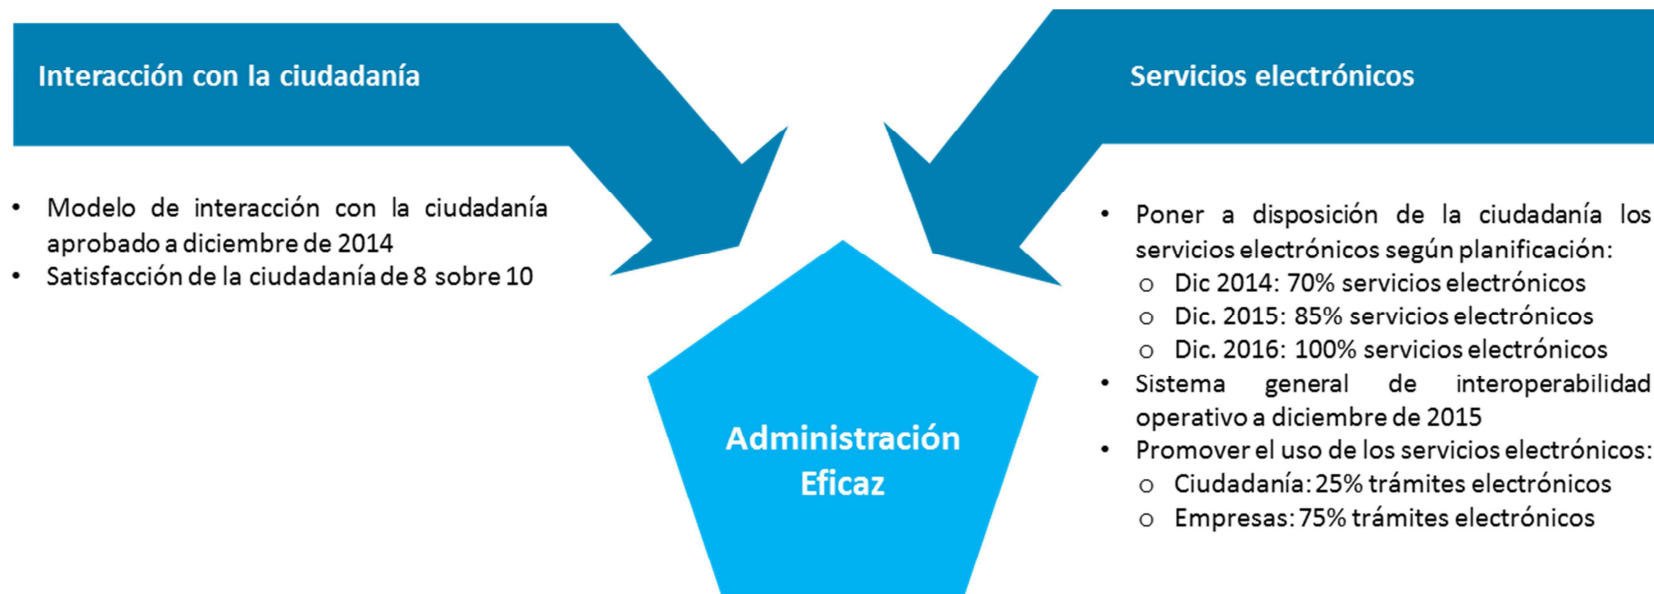 Interacción con la ciudadanía
• Modelo de interacción con la ciudadanía
aprobado a diciembre de 2014
• Satisfacción de la ciudadanía de 8 sobre 10
Servicios electrónicos
• Poner a disposición de la ciudadanía los
servicios electrónicos según planificación:
o Dic 2014: 70% servicios electrónicos
o Dic. 2015: 85% servicios electrónicos
o Dic. 2016: 100% servicios electrónicos
• Sistema general de interoperabilidad
operativo a diciembre de 2015
• Promover el uso de los servicios electrónicos:
o Ciudadanía: 25% trámites electrónicos
o Empresas: 75% trámites electrónicos
Administración
Eficaz